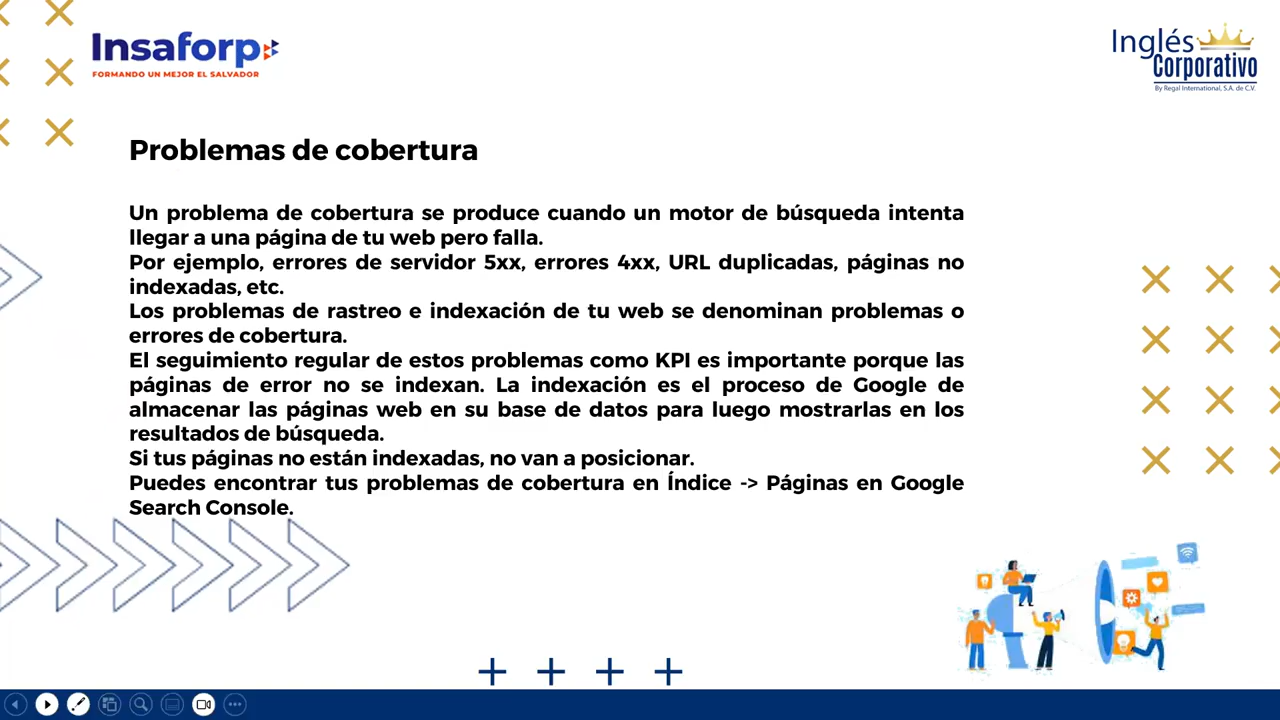 Insaforp
FORMANDO UN MEJOR EL SALVADOR
Inglés
Corporativo
By Regal International, S.A. de C.V.
Problemas de cobertura
Un problema de cobertura se produce cuando un motor de búsqueda intenta
llegar a una página de tu web pero falla.
Por ejemplo, errores de servidor 5xx, errores 4xx, URL duplicadas, páginas no
indexadas, etc.
Los problemas de rastreo e indexación de tu web se denominan problemas o
errores de cobertura.
El seguimiento regular de estos problemas como KPI es importante porque las
páginas de error no se indexan. La indexación es el proceso de Google de
almacenar las páginas web en su base de datos para luego mostrarlas en los
resultados de búsqueda.
Si tus páginas no están indexadas, no van a posicionar.
Puedes encontrar tus problemas de cobertura en Índice -> Páginas en Google
Search Console.